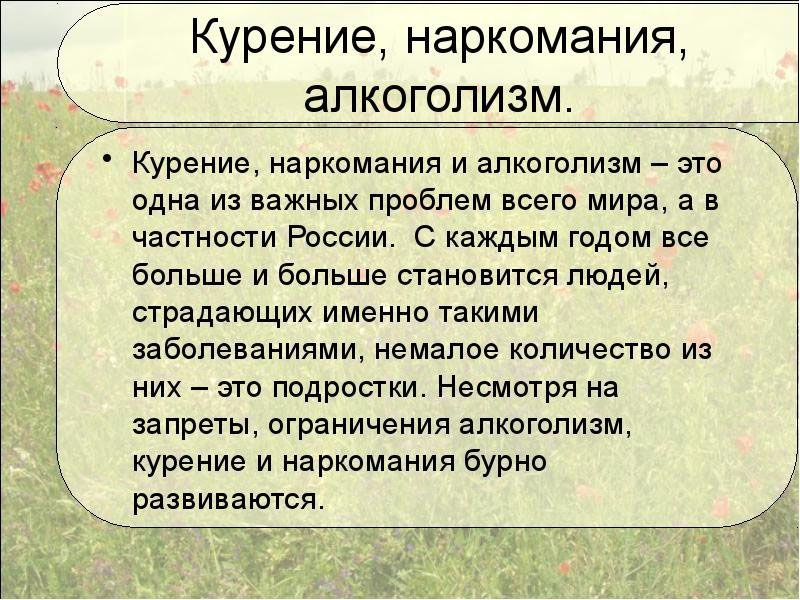 Курение, наркомания,
алкоголизм.
• Курение, наркомания и алкоголизм – это
одна из важных проблем всего мира, а в
частности России.  С каждым годом все
больше и больше становится людей,
страдающих именно такими
заболеваниями, немалое количество из
них – это подростки. Несмотря на
запреты, ограничения алкоголизм,
курение и наркомания бурно
развиваются.